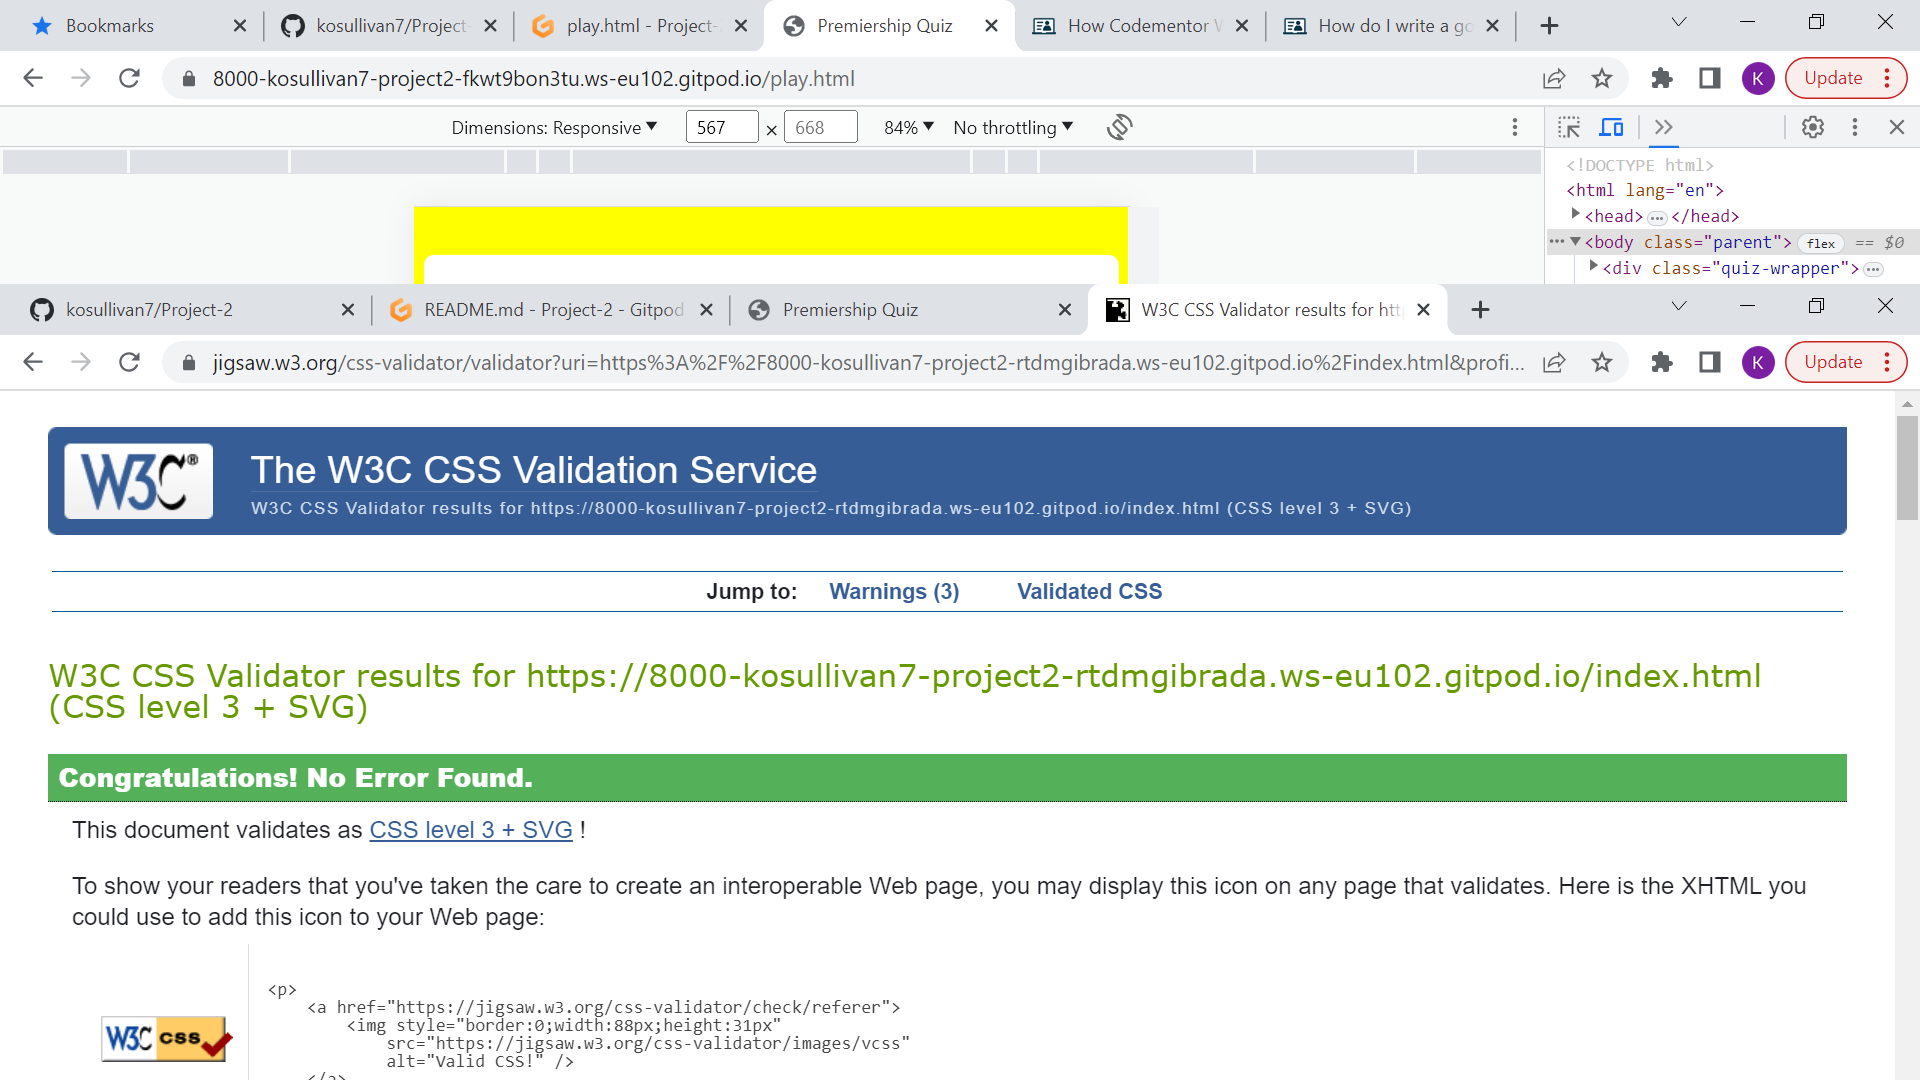 Bookmarks
kosullivan7/Project-
play.html - Project-
Premiership Quiz
How Codementor W
How do I write a go
8000-kosullivan7-project2-fkwt9bon3tu.ws-eu102.gitpod.io/play.html
K
Update
Dimensions: Responsive
567
×
668
84%
No throttling
<!DOCTYPE html>
<html lang="en">
<head>…</head>
… <body class="parent"> flex == $0
<div class="quiz-wrapper"> …
kosullivan7/Project-2
README.md - Project-2 - Gitpod
Premiership Quiz
W3C CSS Validator results for htt
jigsaw.w3.org/css-validator/validator?uri=https%3A%2F%2F8000-kosullivan7-project2-rtdmgibrada.ws-eu102.gitpod.io%2Findex.html&profi...
K
Update
W3C®
The W3C CSS Validation Service
W3C CSS Validator results for https://8000-kosullivan7-project2-rtdmgibrada.ws-eu102.gitpod.io/index.html (CSS level 3 + SVG)
Jump to: Warnings (3) Validated CSS
W3C CSS Validator results for https://8000-kosullivan7-project2-rtdmgibrada.ws-eu102.gitpod.io/index.html
(CSS level 3 + SVG)
Congratulations! No Error Found.
This document validates as CSS level 3 + SVG !
To show your readers that you've taken the care to create an interoperable Web page, you may display this icon on any page that validates. Here is the XHTML you
could use to add this icon to your Web page:
W3C css
<p>
<a href="https://jigsaw.w3.org/css-validator/check/referer">
<img style="border:0;width:88px;height:31px"
src="https://jigsaw.w3.org/css-validator/images/vcss"
alt="Valid CSS!" />
</a>